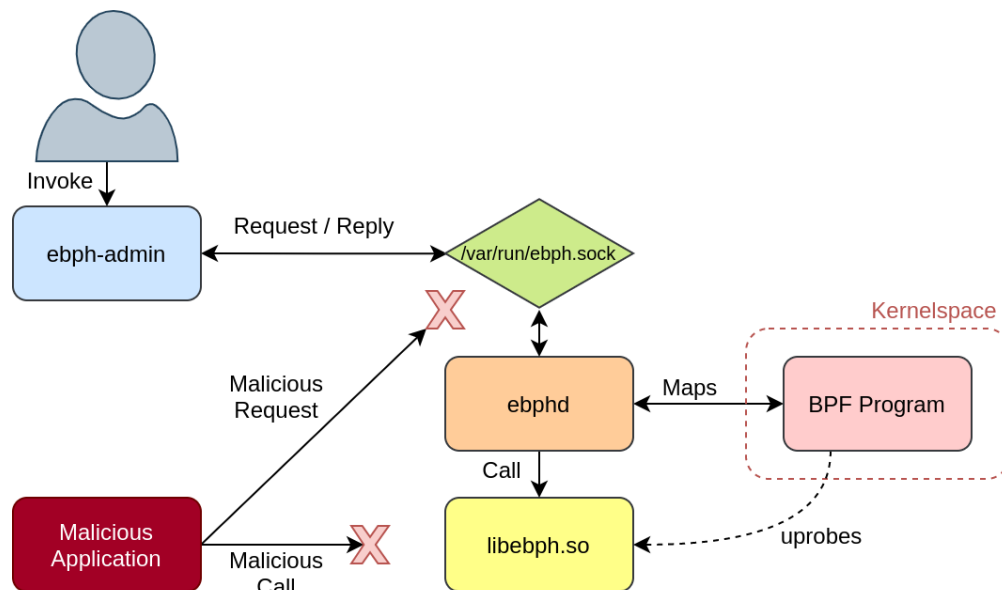 Invoke
ebph-admin
Request / Reply
/var/run/ebph.sock
Kernelspace
Malicious
Request
ebphd
Maps
BPF Program
Call
Malicious
Application
Malicious
Call
libebph.so
uprobes